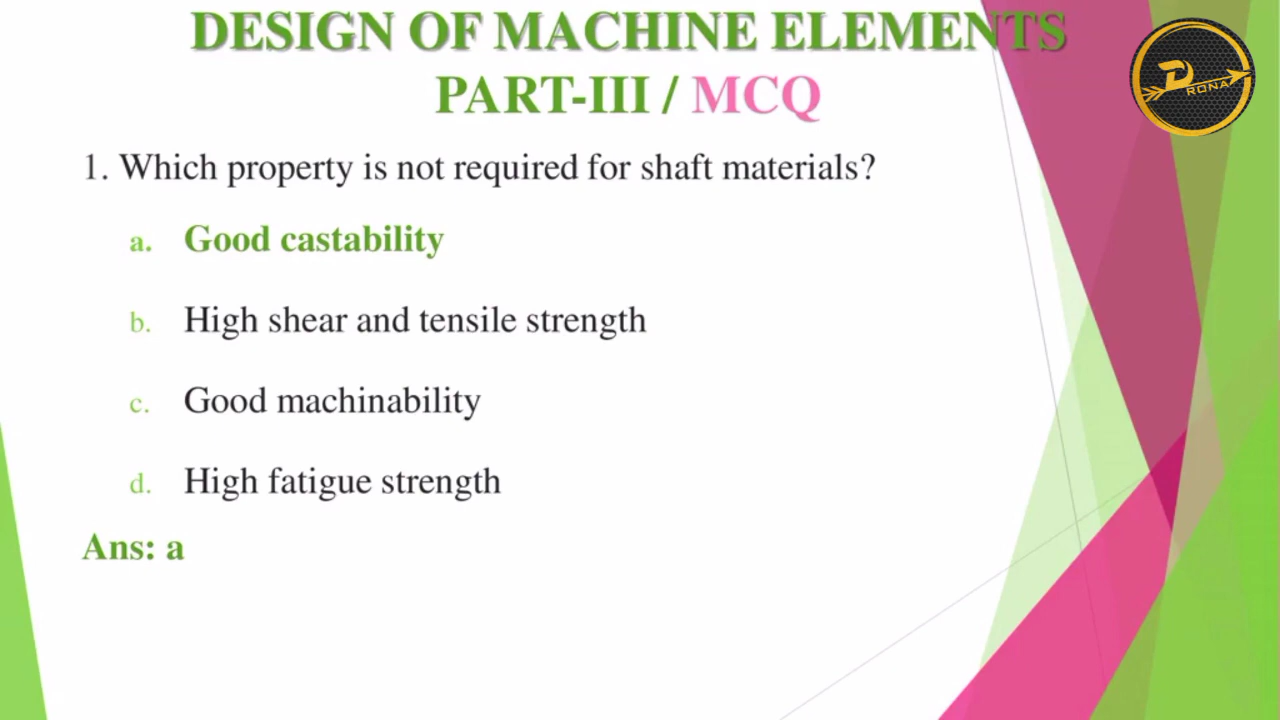 DESIGN OF MACHINE ELEMENTS
PART-III / MCQ
D
RONA
1. Which property is not required for shaft materials?
a. Good castability
b. High shear and tensile strength
c. Good machinability
d. High fatigue strength
Ans: a